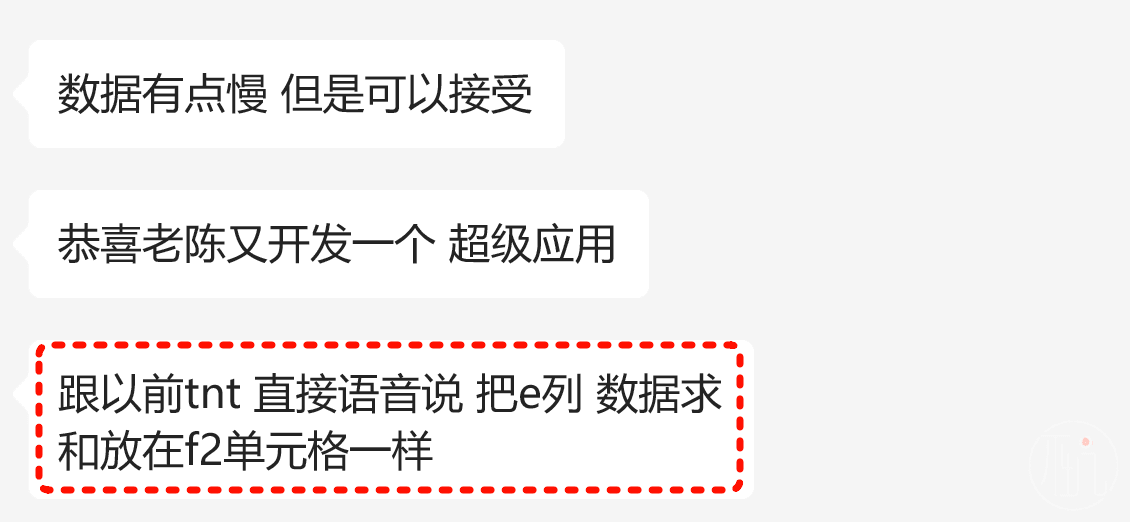 数据有点慢 但是可以接受
恭喜老陈又开发一个 超级应用
跟以前tnt 直接语音说 把e列 数据求
和放在f2单元格一样